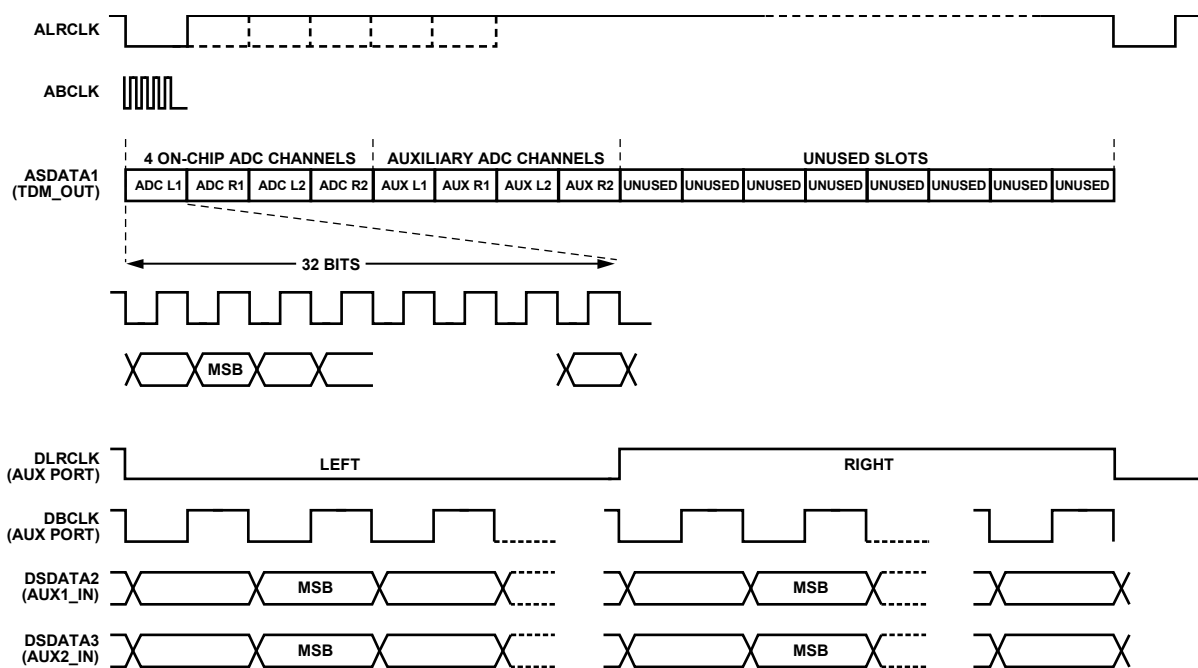 ALRCLK
ABCLK
4 ON-CHIP ADC CHANNELS AUXILIARY ADC CHANNELS UNUSED SLOTS
ASDATA1
(TDM_OUT)
ADC L1 ADC R1 ADC L2 ADC R2 AUX L1 AUX R1 AUX L2 AUX R2 UNUSED UNUSED UNUSED UNUSED UNUSED UNUSED UNUSED UNUSED
32 BITS
MSB
DLRCLK
(AUX PORT)
LEFT RIGHT
DBCLK
(AUX PORT)
DSDATA2
(AUX1_IN)
MSB MSB
DSDATA3
(AUX2_IN)
MSB MSB